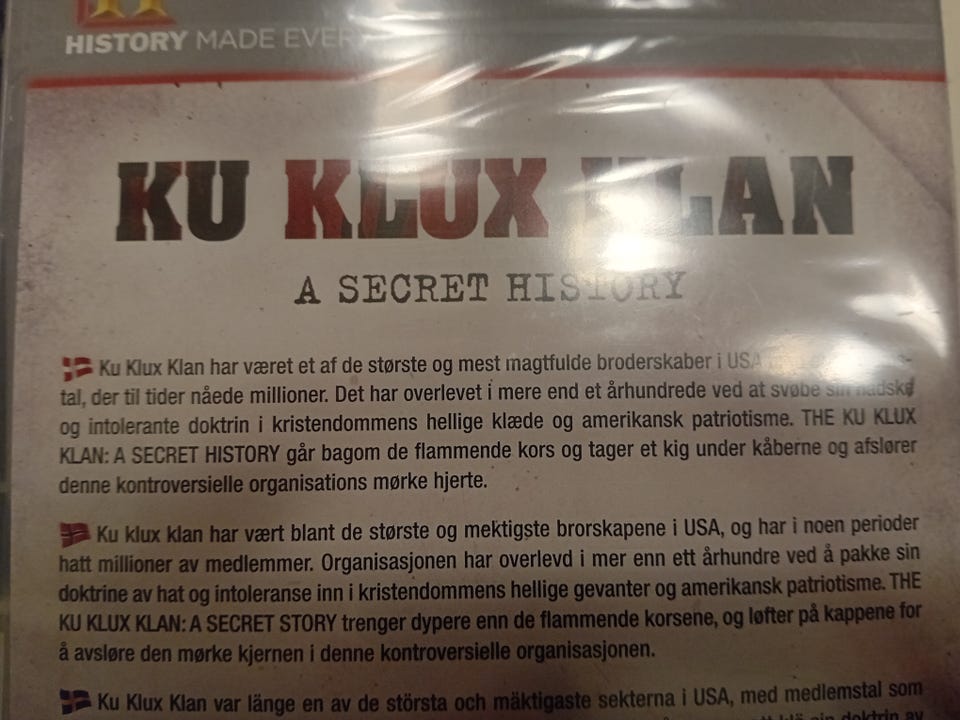 HISTORY MADE EVER
KU KLUX KLAN
A SECRET HISTORY
Ku Klux Klan har været et af de største og mest magtfulde broderskaber i USA
tal, der til tider nåede millioner. Det har overlevet i mere end et århundrede ved at svøbe sin
og intolerante doktrin i kristendommens hellige klæde og amerikansk patriotisme. THE KU KLUX
KLAN: A SECRET HISTORY går bagom de flammende kors og tager et kig under kåberne og afslører
denne kontroversielle organisations mørke hjerte.
Ku klux klan har vært blant de største og mektigste brorskapene i USA, og har i noen perioder
hatt millioner av medlemmer. Organisasjonen har overlevd i mer enn ett århundre ved å pakke sin
doktrine av hat og intoleranse inn i kristendommens hellige gevanter og amerikansk patriotisme. THE
KU KLUX KLAN: A SECRET STORY trenger dypere enn de flammende korsene, og løfter på kappene for
å avsløre den mørke kjernen i denne kontroversielle organisasjonen.
Ku Klux Klan var länge en av de största och mäktigaste sekterna i USA, med medlemstal som
doktrin av